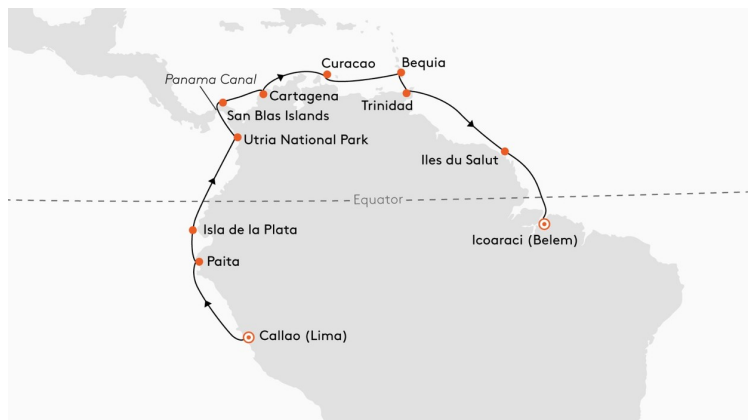 Curacao
Bequia
Panama Canal
Cartagena
Trinidad
San Blas Islands
Utria National Park
Iles du Salut
Equator
Isla de la Plata
Icoaraci (Belem)
Paita
Callao (Lima)